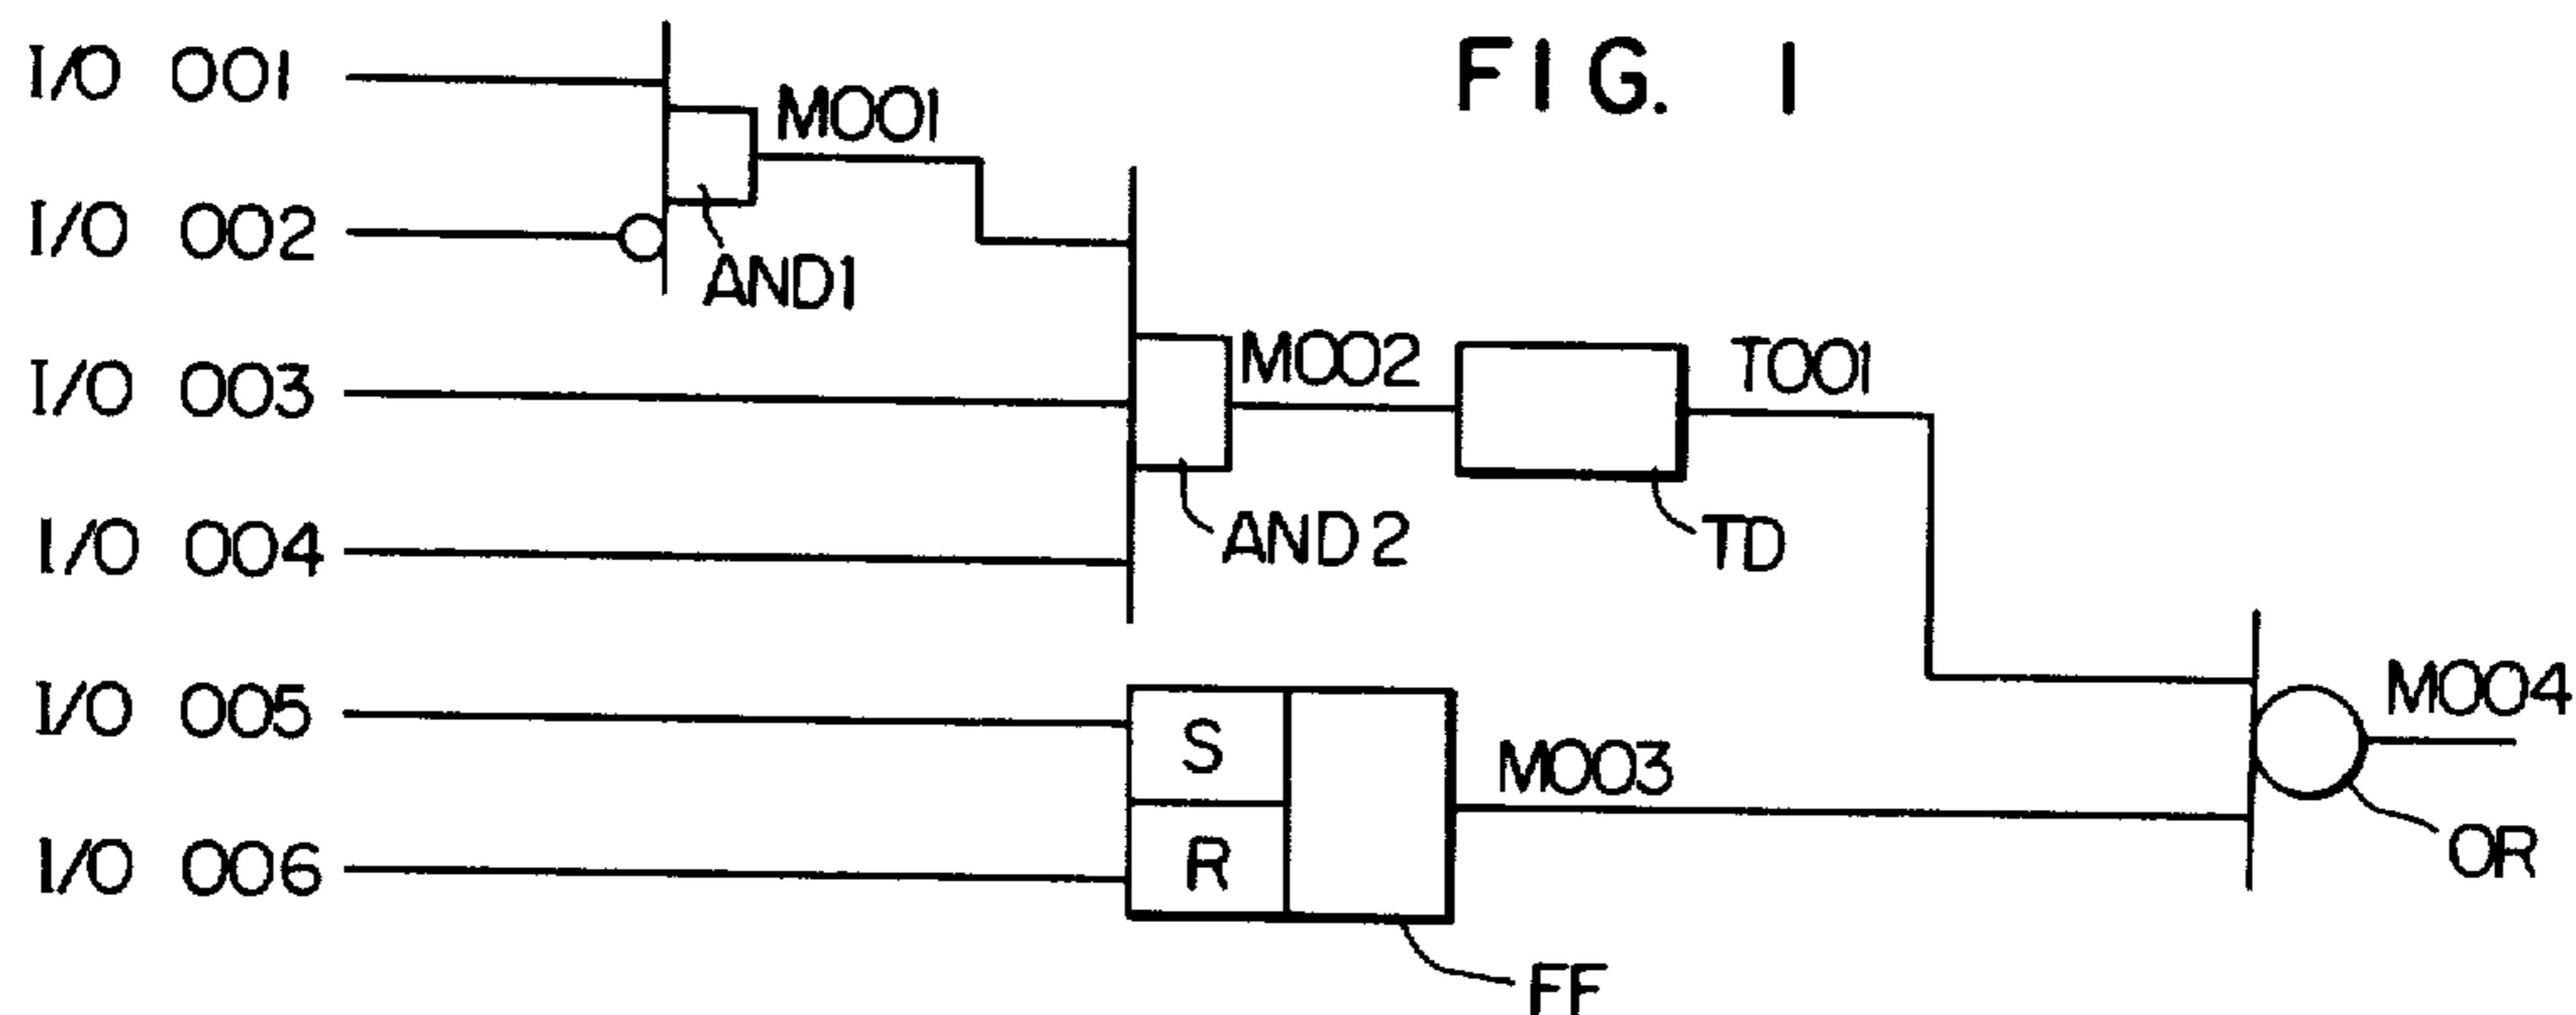 FIG. 1
I/O 001
M001
I/O 002
AND1
I/O 003
M002
T001
I/O 004
AND2
TD
I/O 005
S
M003
M004
I/O 006
R
OR
FF